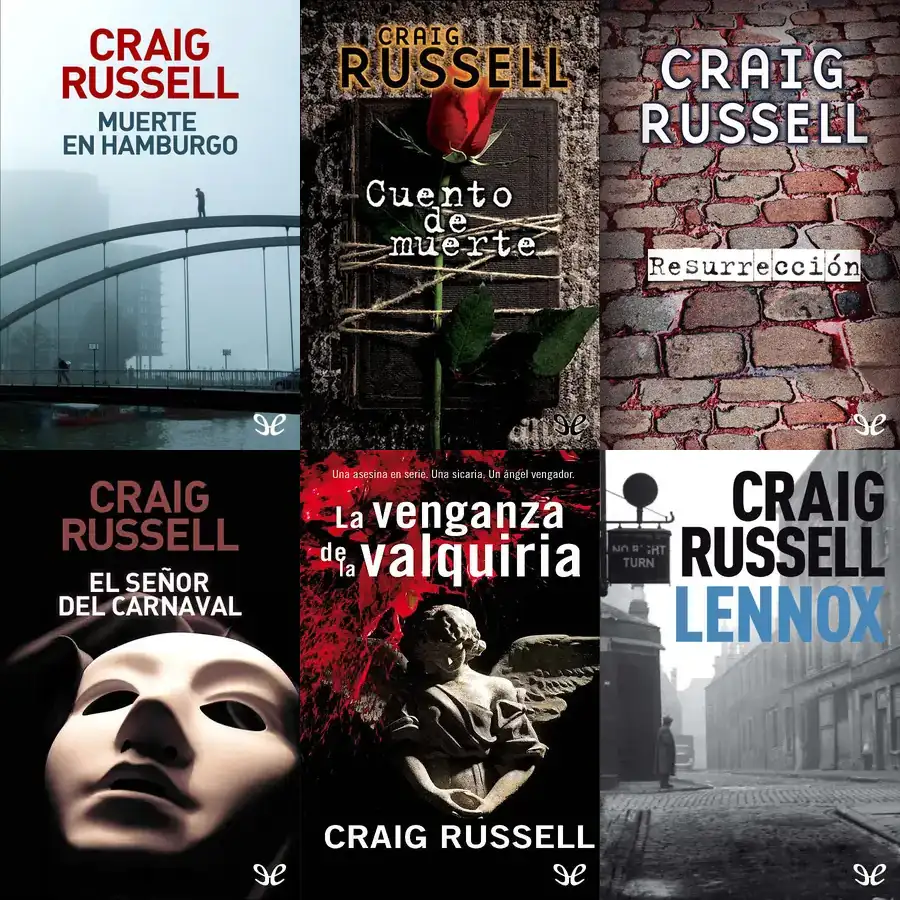 CRAIG
RUSSELL
MUERTE
EN HAMBURGO
CRAIG
RUSSELL
Cuento
de
muerte
CRAIG
RUSSELL
Resurrección
CRAIG
RUSSELL
EL SEÑOR
DEL CARNAVAL
Una asesina en serie. Una sicaria. Un ángel vengador.
La venganza
de la valquiria
CRAIG RUSSELL
CRAIG
RUSSELL
LENNOX
TURN